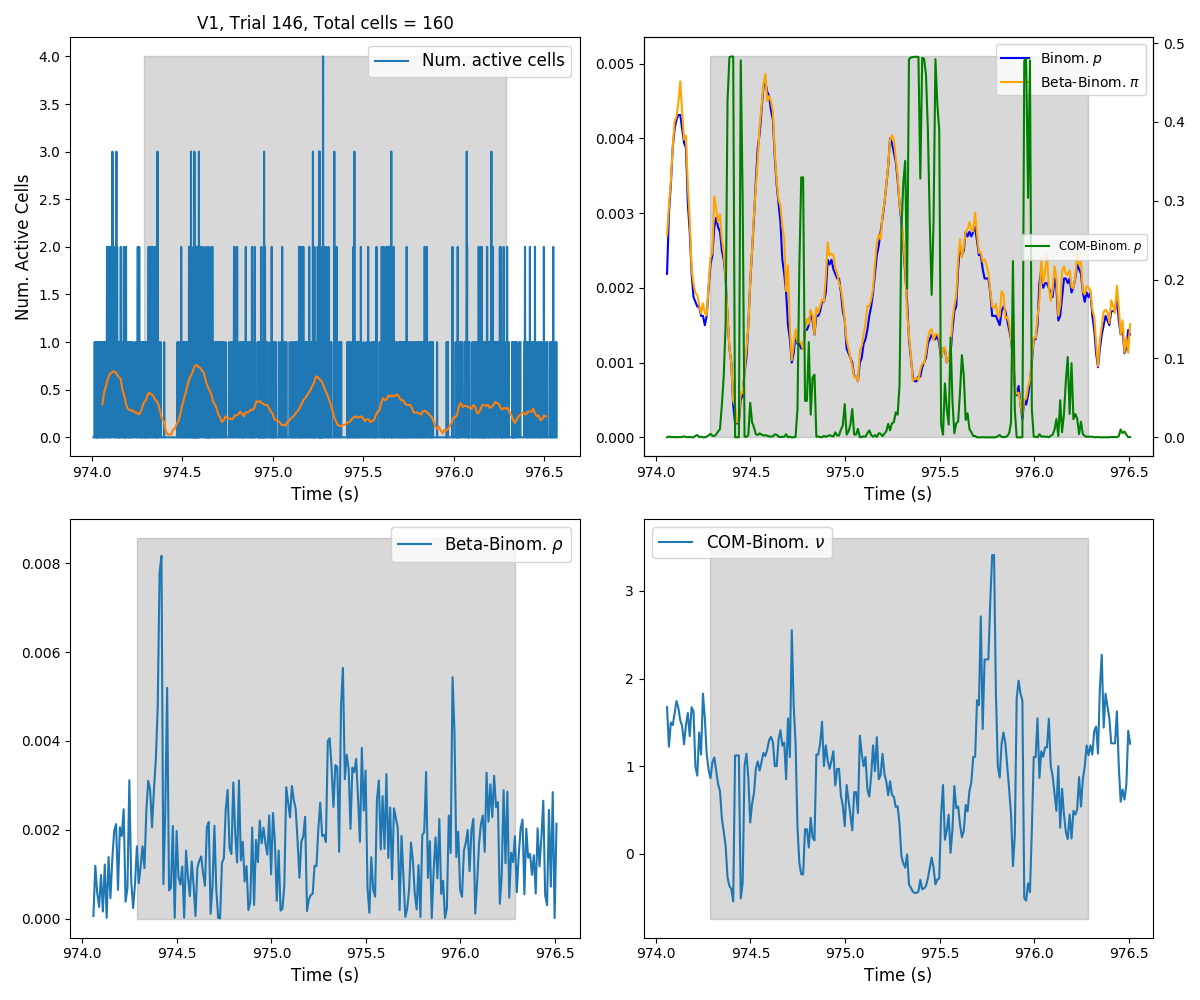 V1, Trial 146, Total cells = 160
Num. Active Cells
4.0
3.5
3.0
2.5
2.0
1.5
1.0
0.5
0.0
Num. active cells
974.0 974.5 975.0 975.5 976.0 976.5
Time (s)
0.005
0.004
0.003
0.002
0.001
0.000
Binom. p
Beta-Binom. π
COM-Binom. p
0.5
0.4
0.3
0.2
0.1
0.0
974.0 974.5 975.0 975.5 976.0 976.5
Time (s)
0.008
0.006
0.004
0.002
0.000
Beta-Binom. ρ
974.0 974.5 975.0 975.5 976.0 976.5
Time (s)
3
2
1
0
COM-Binom. ν
974.0 974.5 975.0 975.5 976.0 976.5
Time (s)